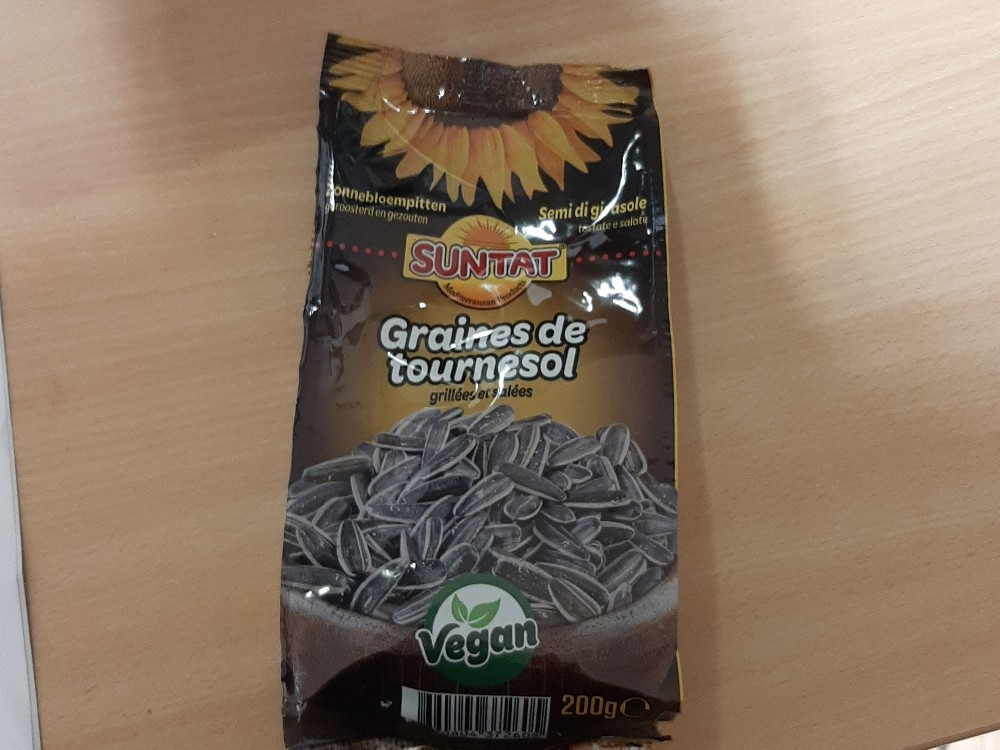 Zonnebloempitten
geroosterd en gezouten
Semi di girasole
tostate e salate
SUNTAT
Mediterranean Products
Graines de
tournesol
grillées et salées
Vegan
200g e